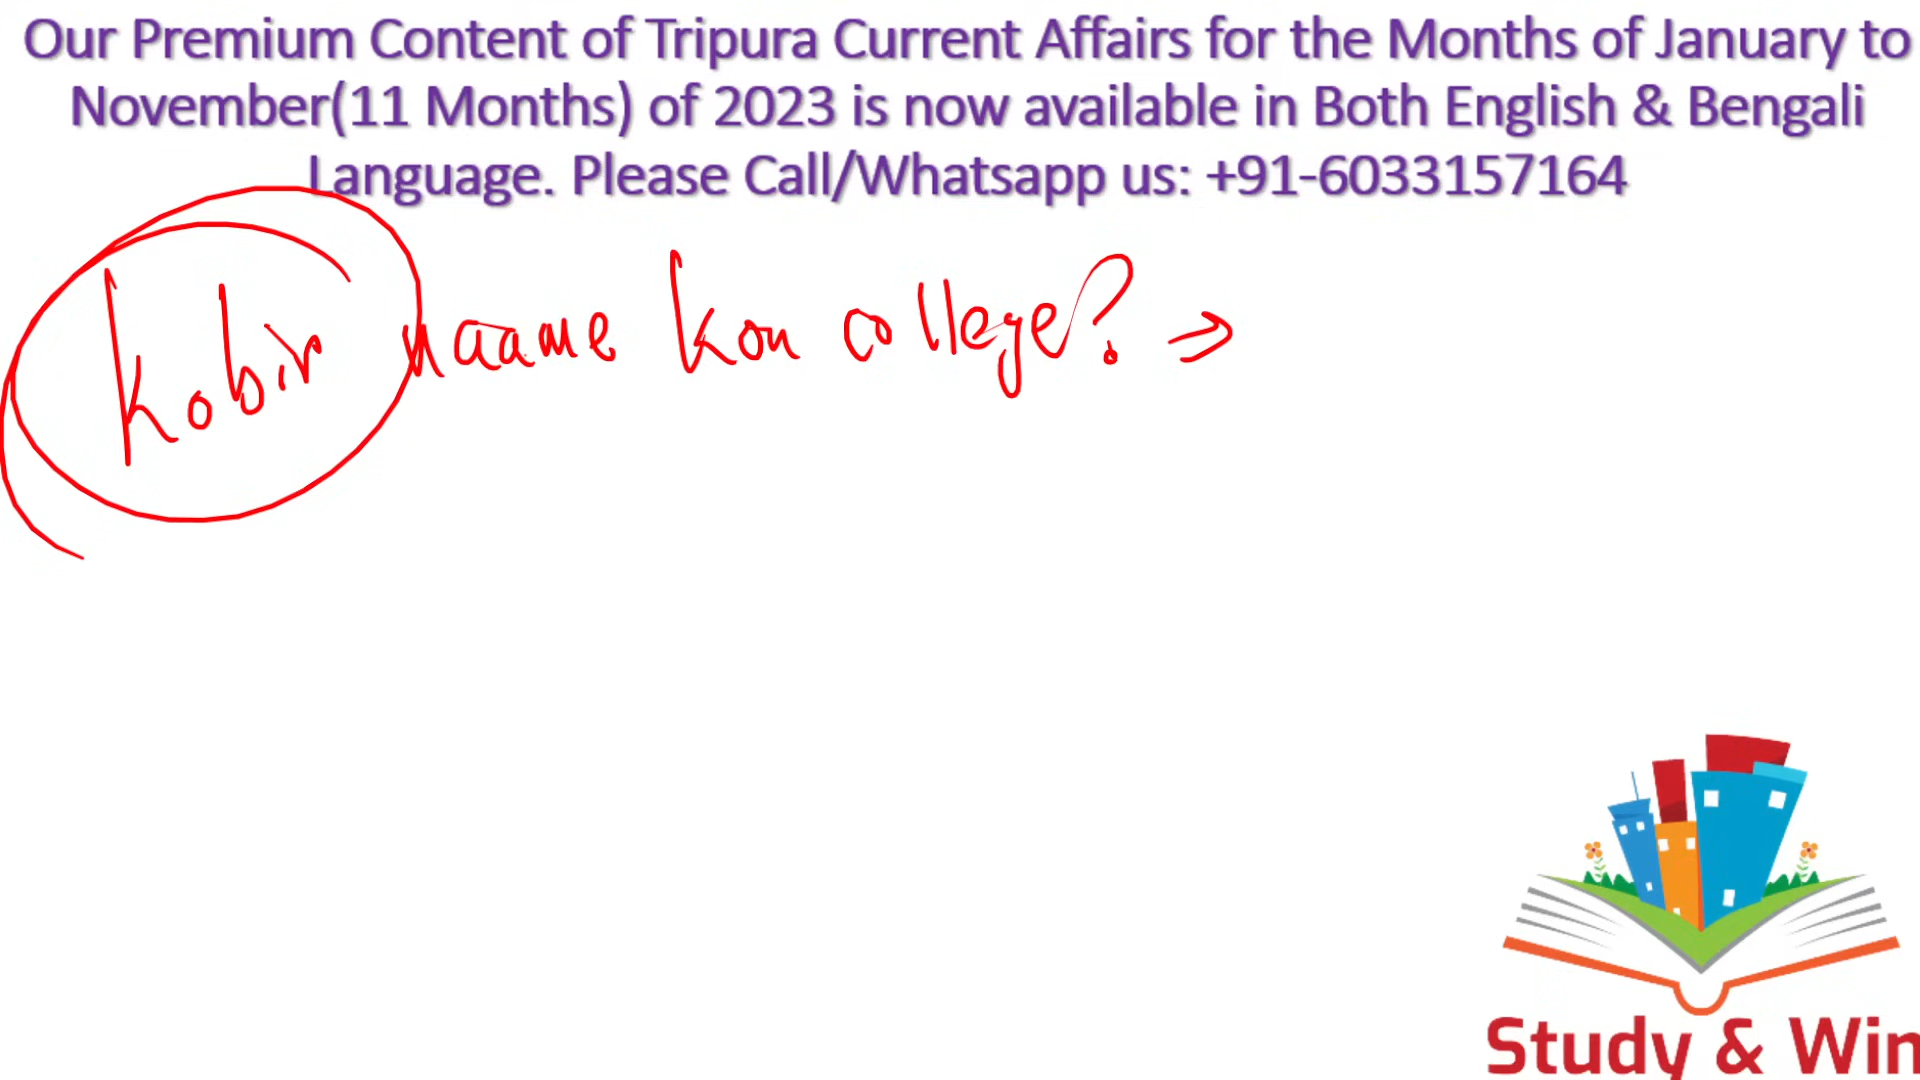 Our Premium Content of Tripura Current Affairs for the Months of January to
November(11 Months) of 2023 is now available in Both English & Bengali
Language. Please Call/Whatsapp us: +91-6033157164
Kobir naame kon college? →
Study & Win